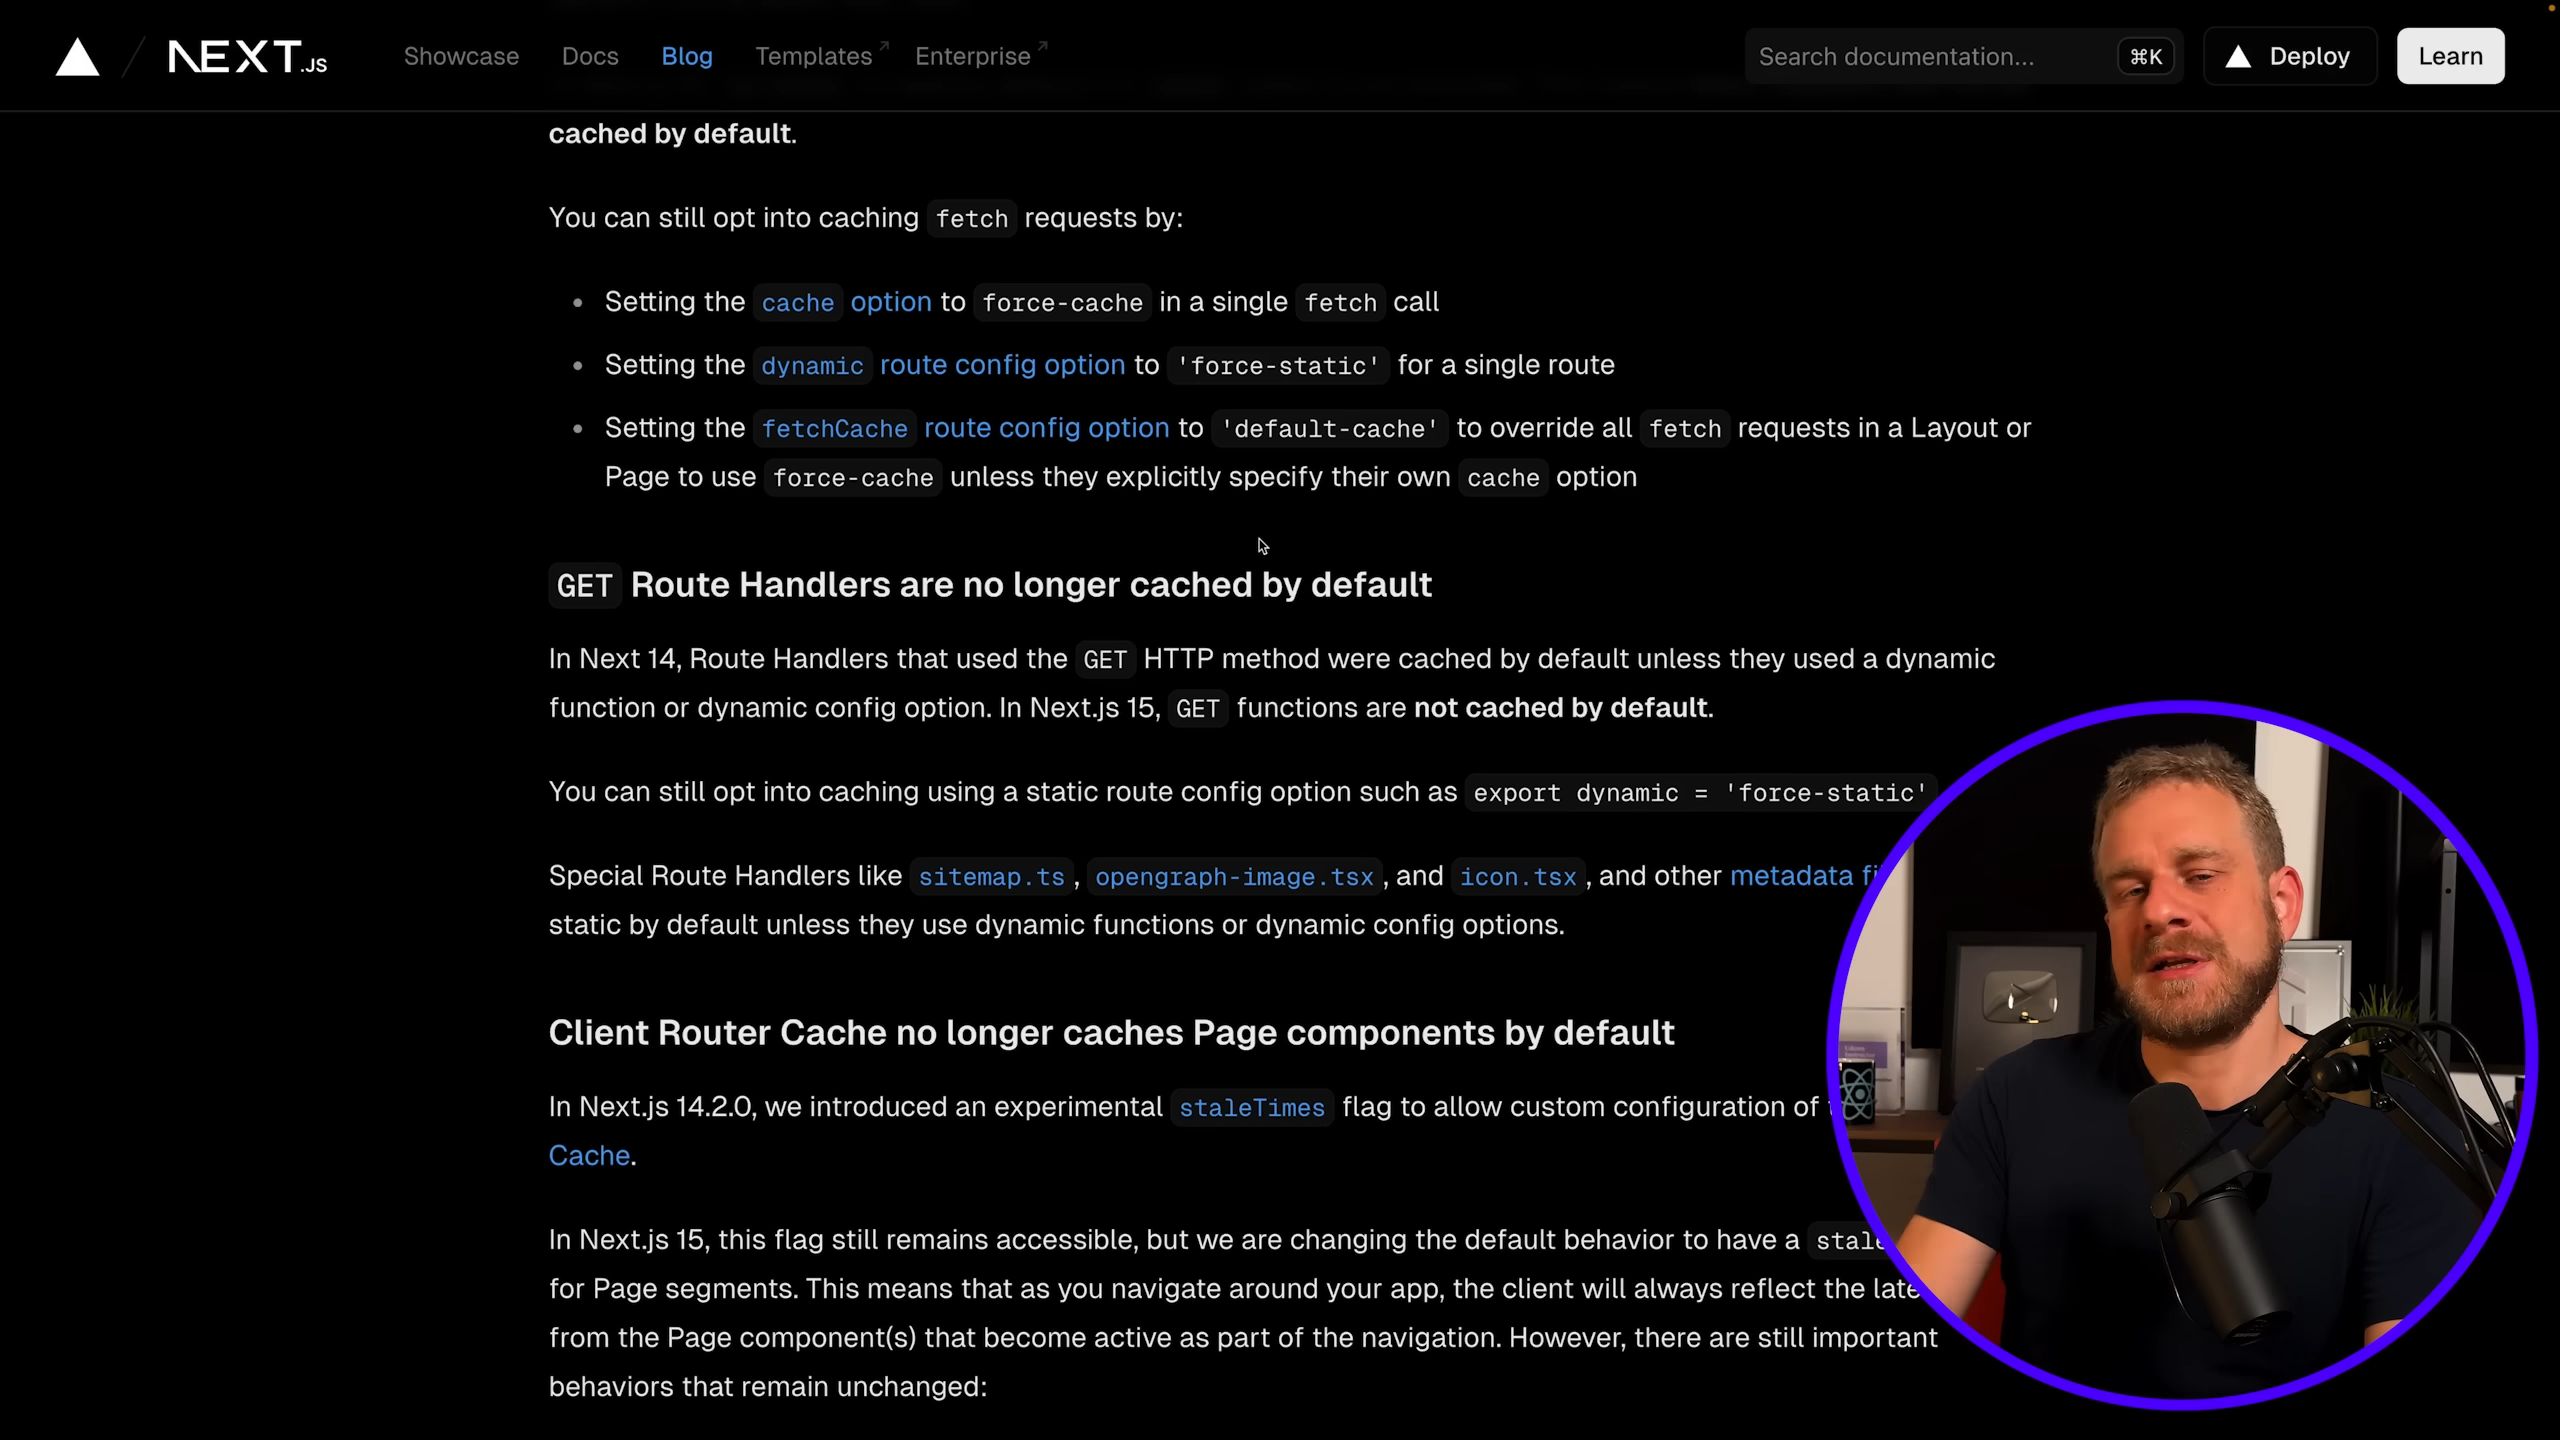 NEXT.JS Showcase Docs Blog Templates Enterprise Search documentation... ⌘K Deploy Learn
cached by default.
You can still opt into caching fetch requests by:
Setting the cache option to force-cache in a single fetch call
Setting the dynamic route config option to 'force-static' for a single route
Setting the fetchCache route config option to 'default-cache' to override all fetch requests in a Layout or
Page to use force-cache unless they explicitly specify their own cache option
GET Route Handlers are no longer cached by default
In Next 14, Route Handlers that used the GET HTTP method were cached by default unless they used a dynamic
function or dynamic config option. In Next.js 15, GET functions are not cached by default.
You can still opt into caching using a static route config option such as export dynamic = 'force-static'
Special Route Handlers like sitemap.ts, opengraph-image.tsx, and icon.tsx, and other metadata
static by default unless they use dynamic functions or dynamic config options.
Client Router Cache no longer caches Page components by default
In Next.js 14.2.0, we introduced an experimental staleTimes flag to allow custom configuration of
Cache.
In Next.js 15, this flag still remains accessible, but we are changing the default behavior to have a
for Page segments. This means that as you navigate around your app, the client will always reflect the
from the Page component(s) that become active as part of the navigation. However, there are still important
behaviors that remain unchanged: